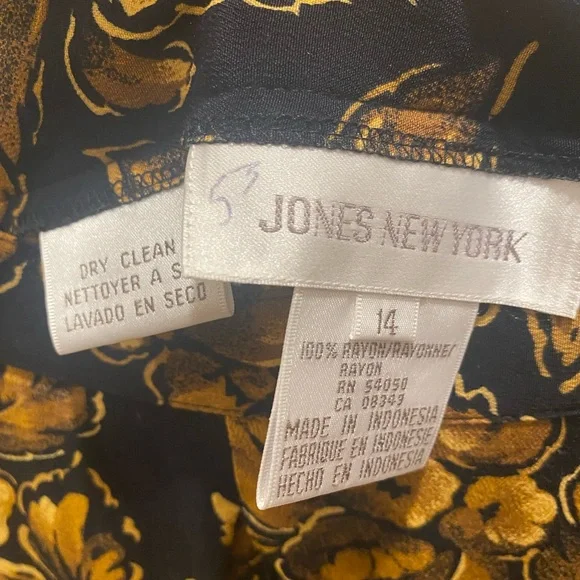 JONES NEW YORK
DRY CLEAN
NETTOYER A S
LAVADO EN SECO
14
100% RAYON/RAYONNE/
RAYON
RN 54050
CA 08343
MADE IN INDONESIA
FABRIQUE EN INDONESIE
HECHO EN INDONESIA